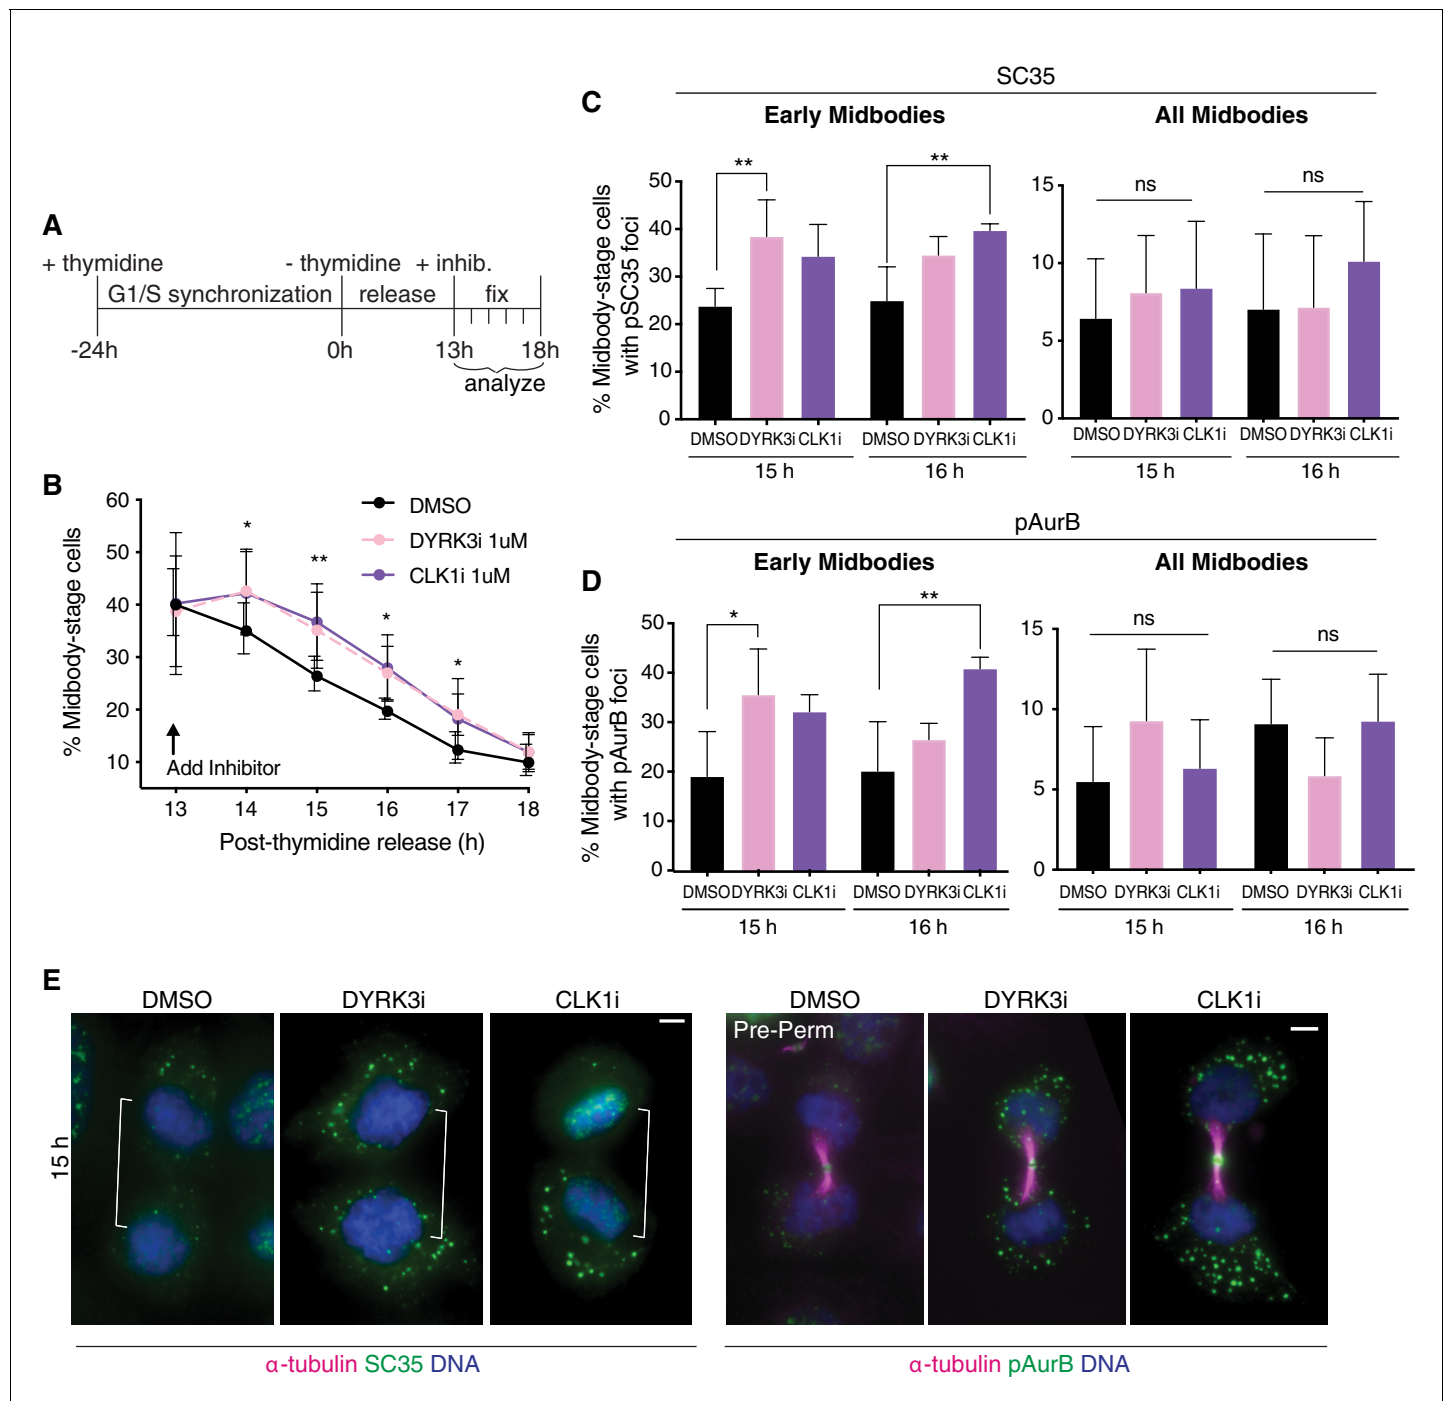 A
+ thymidine - thymidine + inhib.
G1/S synchronization release fix
-24h 0h 13h 18h
analyze
B
% Midbody-stage cells
60
50
40
30
20
10
* ** * *
DMSO
DYRK3i 1uM
CLK1i 1uM
Add Inhibitor
13 14 15 16 17 18
Post-thymidine release (h)
SC35
C
Early Midbodies
All Midbodies
% Midbody-stage cells
with pSC35 foci
50
40
30
20
10
0
** **
DMSO DYRK3i CLK1i DMSO DYRK3i CLK1i
15 h 16 h
15
10
5
0
ns ns
DMSO DYRK3i CLK1i DMSO DYRK3i CLK1i
15 h 16 h
pAurB
D
Early Midbodies
All Midbodies
% Midbody-stage cells
with pAurB foci
50
40
30
20
10
0
* **
DMSO DYRK3i CLK1i DMSO DYRK3i CLK1i
15 h 16 h
15
10
5
0
ns ns
DMSO DYRK3i CLK1i DMSO DYRK3i CLK1i
15 h 16 h
E
DMSO DYRK3i CLK1i DMSO DYRK3i CLK1i
Pre-Perm
15 h
α-tubulin SC35 DNA
α-tubulin pAurB DNA